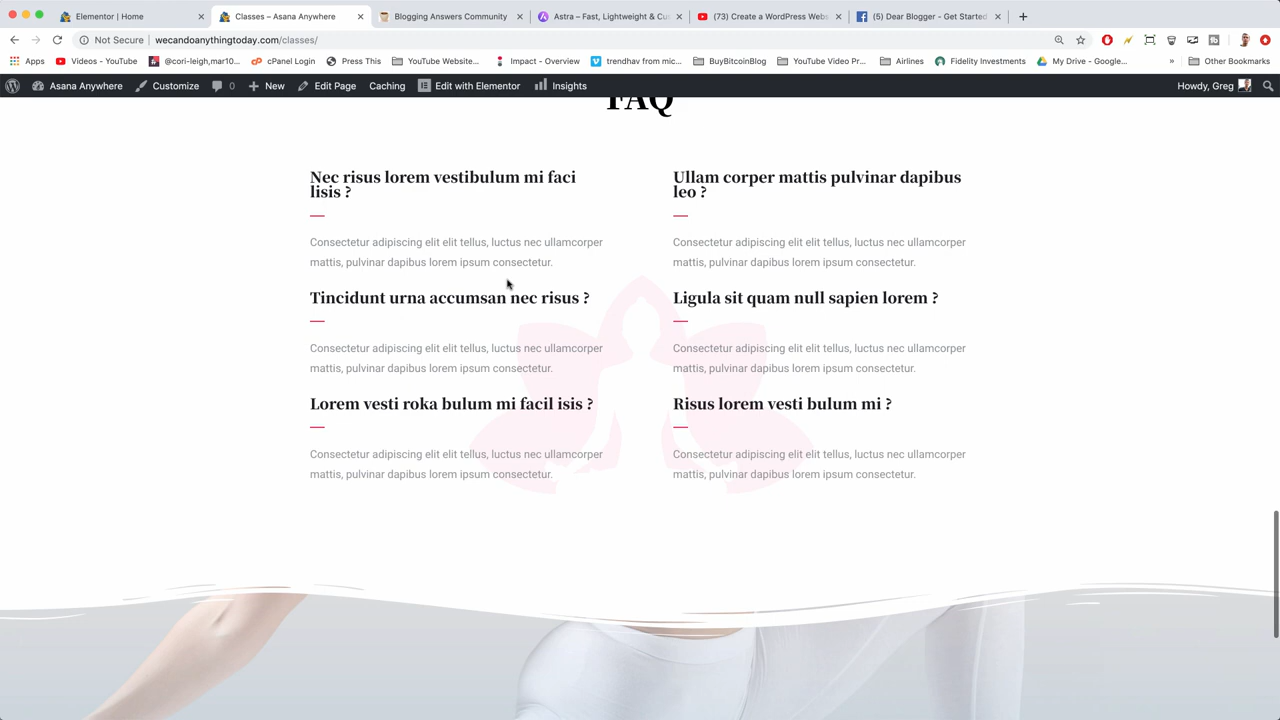 Elementor | Home
Classes – Asana Anywhere
Blogging Answers Community
Astra – Fast, Lightweight & Cu
(73) Create a WordPress Webs
(5) Dear Blogger - Get Started
Not Secure | wecandoanythingtoday.com/classes/
Apps
Videos - YouTube
@cori-leigh,mar10...
cPanel Login
Press This
YouTube Website...
Impact - Overview
trendhav from mic...
BuyBitcoinBlog
YouTube Video Pr...
Airlines
Fidelity Investments
My Drive - Google...
»
Other Bookmarks
Asana Anywhere
Customize
0
New
Edit Page
Caching
Edit with Elementor
Insights
Howdy, Greg
FAQ
Nec risus lorem vestibulum mi faci
lisis ?
Consectetur adipiscing elit elit tellus, luctus nec ullamcorper
mattis, pulvinar dapibus lorem ipsum consectetur.
Tincidunt urna accumsan nec risus ?
Consectetur adipiscing elit elit tellus, luctus nec ullamcorper
mattis, pulvinar dapibus lorem ipsum consectetur.
Lorem vesti roka bulum mi facil isis ?
Consectetur adipiscing elit elit tellus, luctus nec ullamcorper
mattis, pulvinar dapibus lorem ipsum consectetur.
Ullam corper mattis pulvinar dapibus
leo ?
Consectetur adipiscing elit elit tellus, luctus nec ullamcorper
mattis, pulvinar dapibus lorem ipsum consectetur.
Ligula sit quam null sapien lorem ?
Consectetur adipiscing elit elit tellus, luctus nec ullamcorper
mattis, pulvinar dapibus lorem ipsum consectetur.
Risus lorem vesti bulum mi ?
Consectetur adipiscing elit elit tellus, luctus nec ullamcorper
mattis, pulvinar dapibus lorem ipsum consectetur.